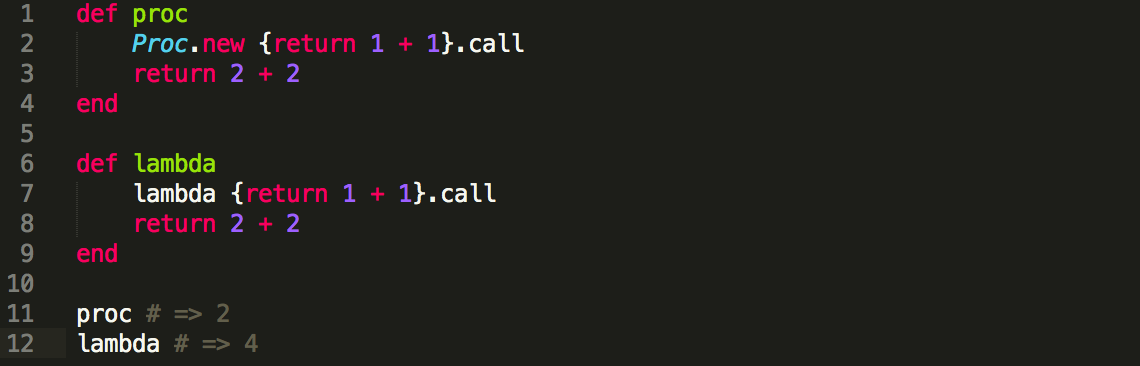 1 def proc
2     Proc.new {return 1 + 1}.call
3     return 2 + 2
4 end
5
6 def lambda
7     lambda {return 1 + 1}.call
8     return 2 + 2
9 end
10
11 proc # => 2
12 lambda # => 4